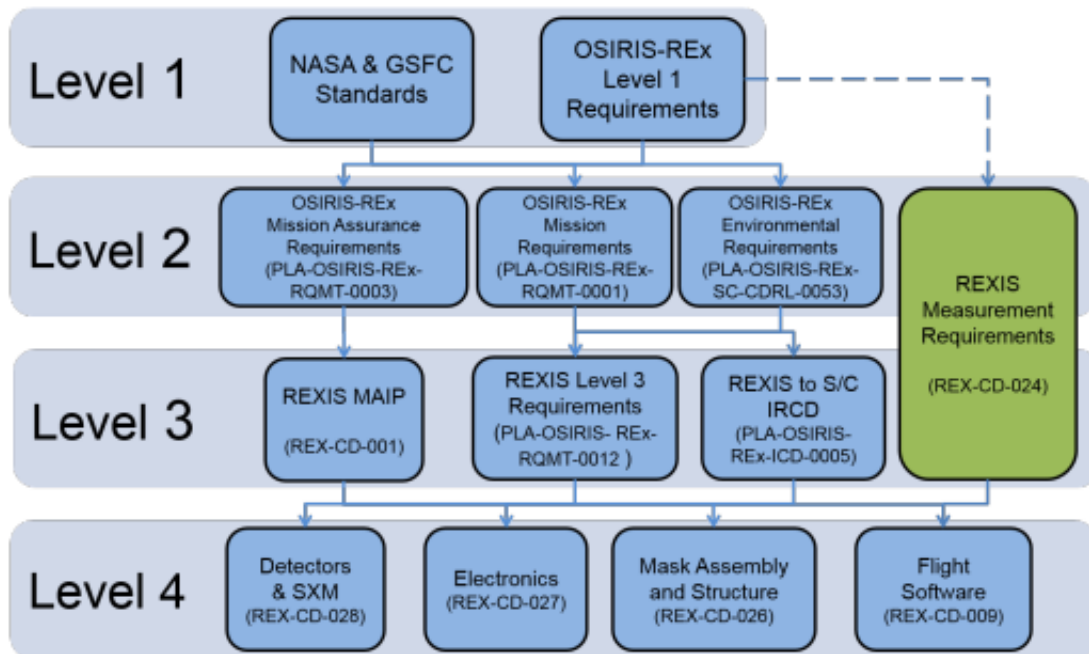 Level 1
NASA & GSFC
Standards
OSIRIS-REx
Level 1
Requirements
Level 2
OSIRIS-REx
Mission Assurance
Requirements
(PLA-OSIRIS-REx-
RQMT-0003)
OSIRIS-REx
Mission
Requirements
(PLA-OSIRIS-REx-
RQMT-0001)
OSIRIS-REx
Environmental
Requirements
(PLA-OSIRIS-REx-
SC-CDRL-0053)
REXIS
Measurement
Requirements
(REX-CD-024)
Level 3
REXIS MAIP
(REX-CD-001)
REXIS Level 3
Requirements
(PLA-OSIRIS- REx-
RQMT-0012 )
REXIS to S/C
IRCD
(PLA-OSIRIS-
REx-ICD-0005)
Level 4
Detectors
& SXM
(REX-CD-028)
Electronics
(REX-CD-027)
Mask Assembly
and Structure
(REX-CD-026)
Flight
Software
(REX-CD-009)